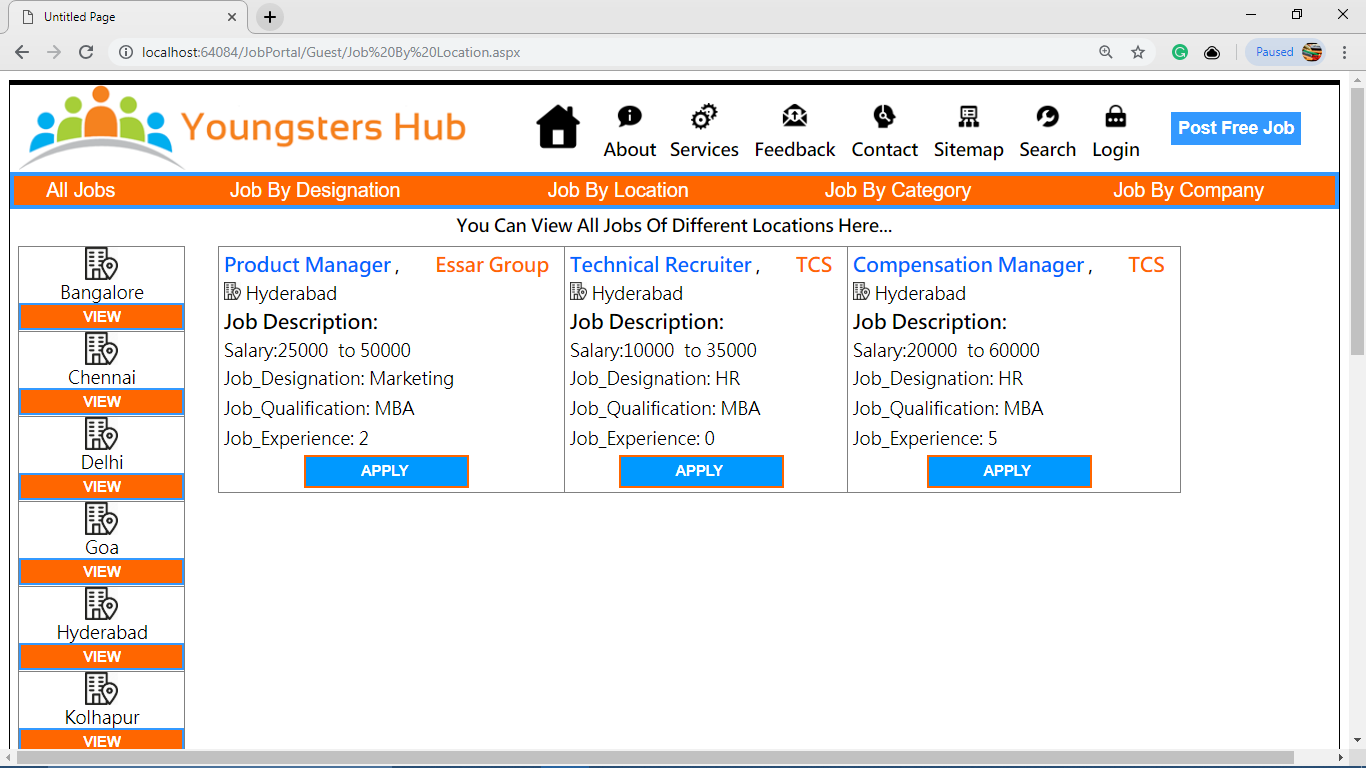 Untitled Page
localhost:64084/JobPortal/Guest/Job%20By%20Location.aspx
Paused
Youngsters Hub
About Services Feedback Contact Sitemap Search Login
Post Free Job
All Jobs Job By Designation Job By Location Job By Category Job By Company
You Can View All Jobs Of Different Locations Here...
Bangalore
VIEW
Chennai
VIEW
Delhi
VIEW
Goa
VIEW
Hyderabad
VIEW
Kolhapur
VIEW
Product Manager , Essar Group
Hyderabad
Job Description:
Salary:25000 to 50000
Job_Designation: Marketing
Job_Qualification: MBA
Job_Experience: 2
APPLY
Technical Recruiter , TCS
Hyderabad
Job Description:
Salary:10000 to 35000
Job_Designation: HR
Job_Qualification: MBA
Job_Experience: 0
APPLY
Compensation Manager , TCS
Hyderabad
Job Description:
Salary:20000 to 60000
Job_Designation: HR
Job_Qualification: MBA
Job_Experience: 5
APPLY